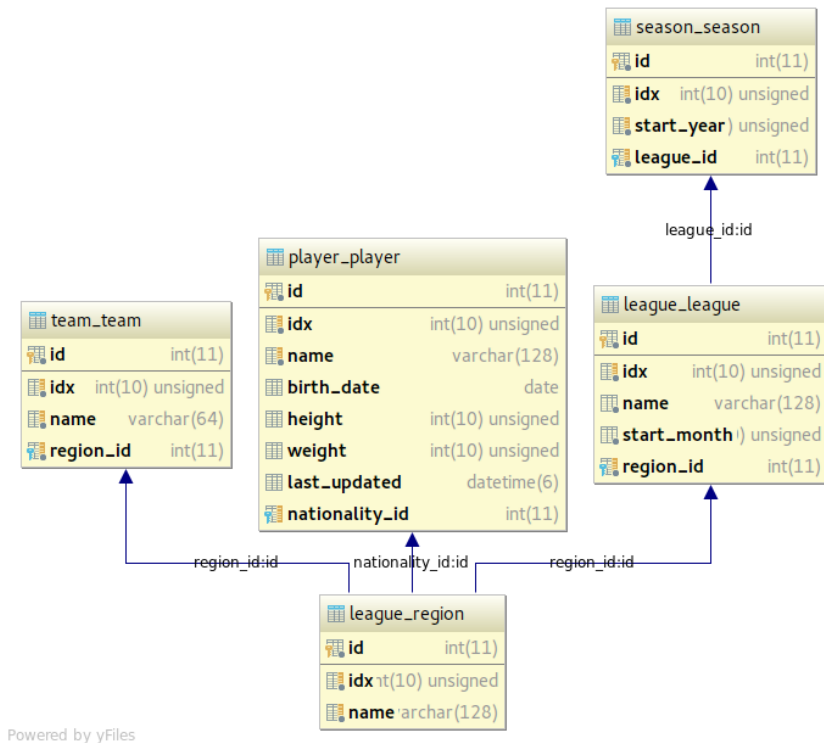 season_season
id int(11)
idx int(10) unsigned
start_year ) unsigned
league_id int(11)
league_id:id
player_player
id int(11)
idx int(10) unsigned
name varchar(128)
birth_date date
height int(10) unsigned
weight int(10) unsigned
last_updated datetime(6)
nationality_id int(11)
team_team
id int(11)
idx int(10) unsigned
name varchar(64)
region_id int(11)
league_league
id int(11)
idx int(10) unsigned
name varchar(128)
start_month ) unsigned
region_id int(11)
region_id:id
nationality_id:id
region_id:id
league_region
id int(11)
idx nt(10) unsigned
name varchar(128)
Powered by yFiles